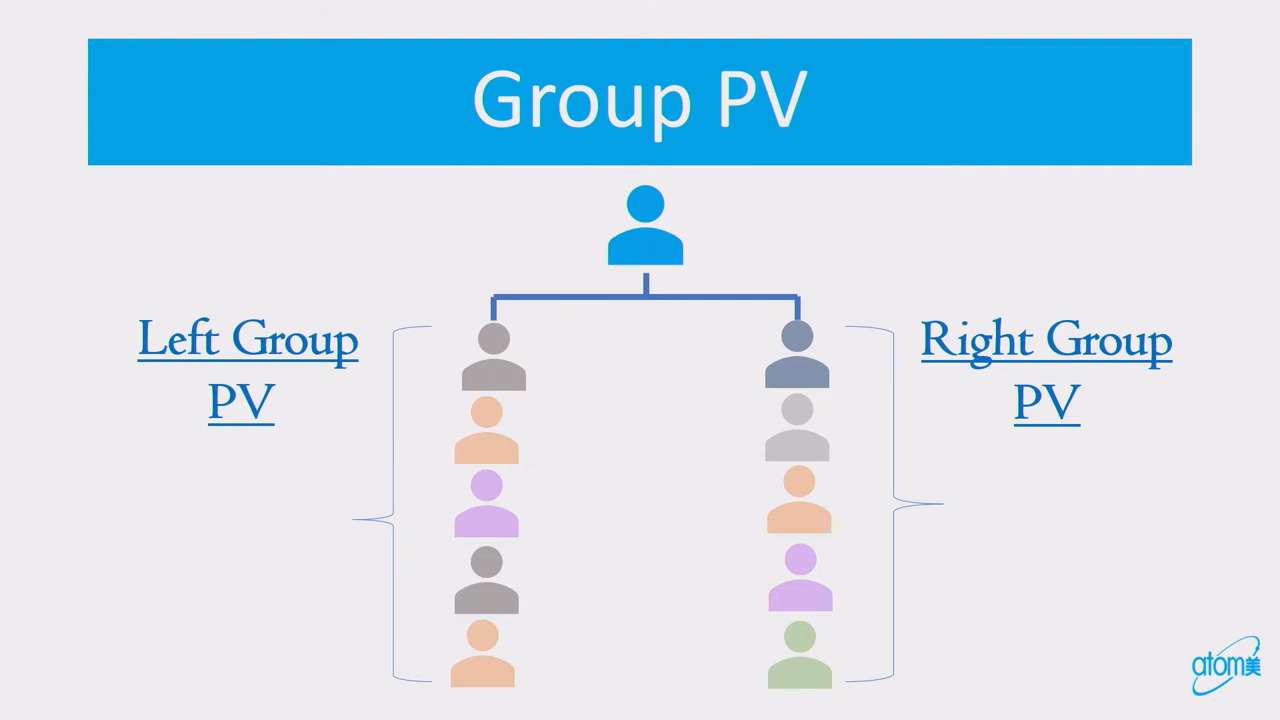 Group PV
Left Group
PV
Right Group
PV
atom美